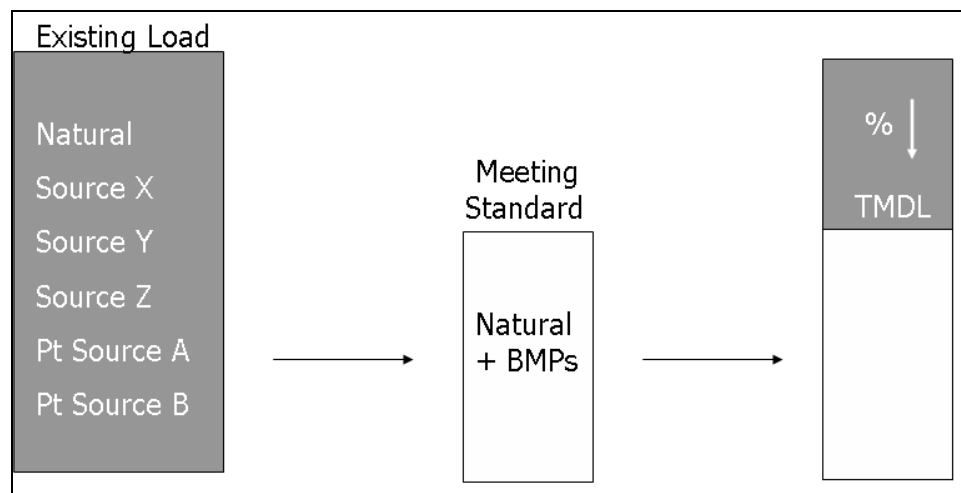 Existing Load
Natural
Source X
Source Y
Source Z
Pt Source A
Pt Source B
Meeting
Standard
Natural
+ BMPs
%
TMDL